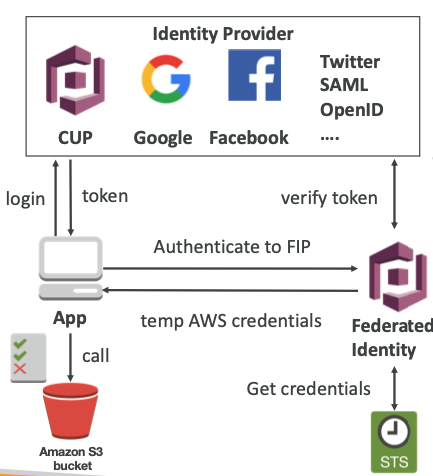 Identity Provider
Twitter
SAML
OpenID
....
CUP
Google
Facebook
login
token
verify token
Authenticate to FIP
App
temp AWS credentials
Federated
Identity
call
Get credentials
Amazon S3
bucket
STS